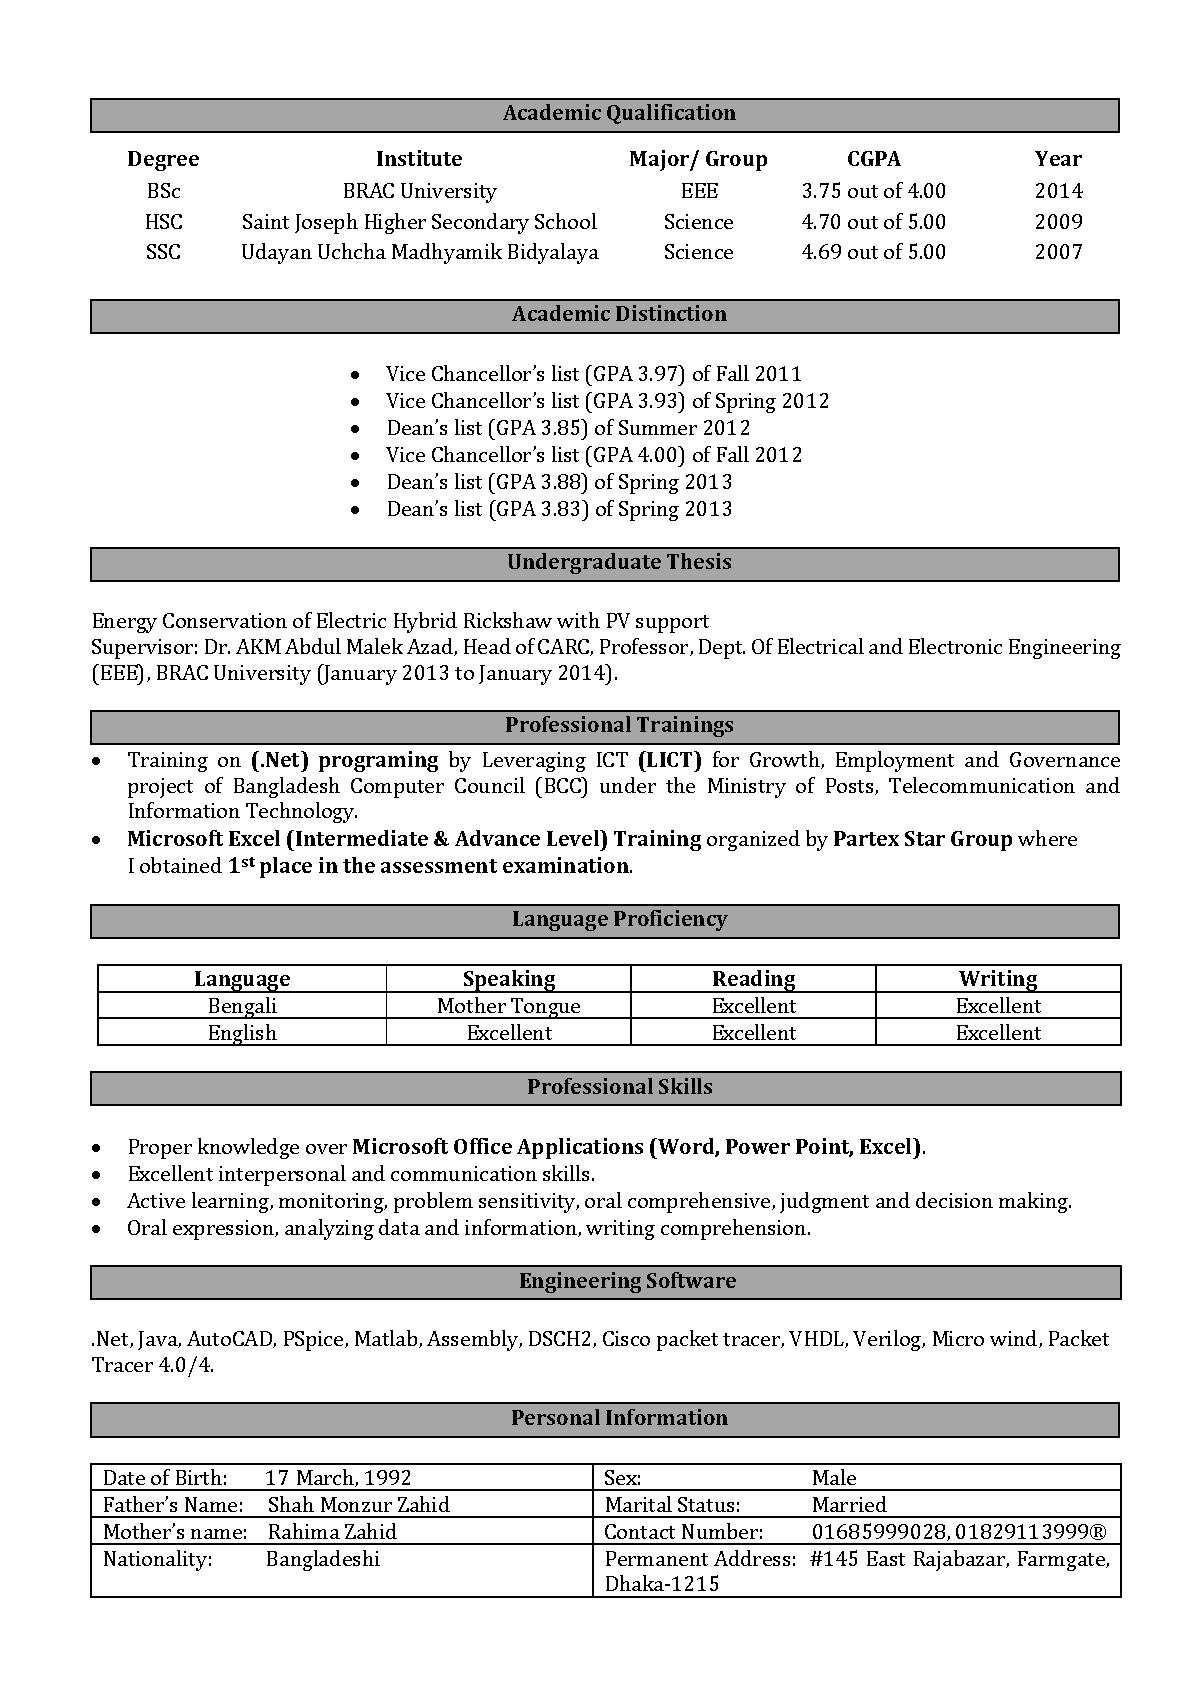 Academic Qualification
Degree Institute Major/ Group CGPA Year
BSc BRAC University EEE 3.75 out of 4.00 2014
HSC Saint Joseph Higher Secondary School Science 4.70 out of 5.00 2009
SSC Udayan Uchcha Madhyamik Bidyalaya Science 4.69 out of 5.00 2007
Academic Distinction
• Vice Chancellor’s list (GPA 3.97) of Fall 2011
• Vice Chancellor’s list (GPA 3.93) of Spring 2012
• Dean’s list (GPA 3.85) of Summer 2012
• Vice Chancellor’s list (GPA 4.00) of Fall 2012
• Dean’s list (GPA 3.88) of Spring 2013
• Dean’s list (GPA 3.83) of Spring 2013
Undergraduate Thesis
Energy Conservation of Electric Hybrid Rickshaw with PV support
Supervisor: Dr. AKM Abdul Malek Azad, Head of CARC, Professor, Dept. Of Electrical and Electronic Engineering
(EEE), BRAC University (January 2013 to January 2014).
Professional Trainings
• Training on (.Net) programing by Leveraging ICT (LICT) for Growth, Employment and Governance
project of Bangladesh Computer Council (BCC) under the Ministry of Posts, Telecommunication and
Information Technology.
• Microsoft Excel (Intermediate & Advance Level) Training organized by Partex Star Group where
I obtained 1st place in the assessment examination.
Language Proficiency
Language Speaking Reading Writing
Bengali Mother Tongue Excellent Excellent
English Excellent Excellent Excellent
Professional Skills
• Proper knowledge over Microsoft Office Applications (Word, Power Point, Excel).
• Excellent interpersonal and communication skills.
• Active learning, monitoring, problem sensitivity, oral comprehensive, judgment and decision making.
• Oral expression, analyzing data and information, writing comprehension.
Engineering Software
.Net, Java, AutoCAD, PSpice, Matlab, Assembly, DSCH2, Cisco packet tracer, VHDL, Verilog, Micro wind, Packet
Tracer 4.0/4.
Personal Information
Date of Birth: 17 March, 1992 Sex: Male
Father’s Name: Shah Monzur Zahid Marital Status: Married
Mother’s name: Rahima Zahid Contact Number: 01685999028, 01829113999®
Nationality: Bangladeshi Permanent Address: #145 East Rajabazar, Farmgate,
Dhaka-1215